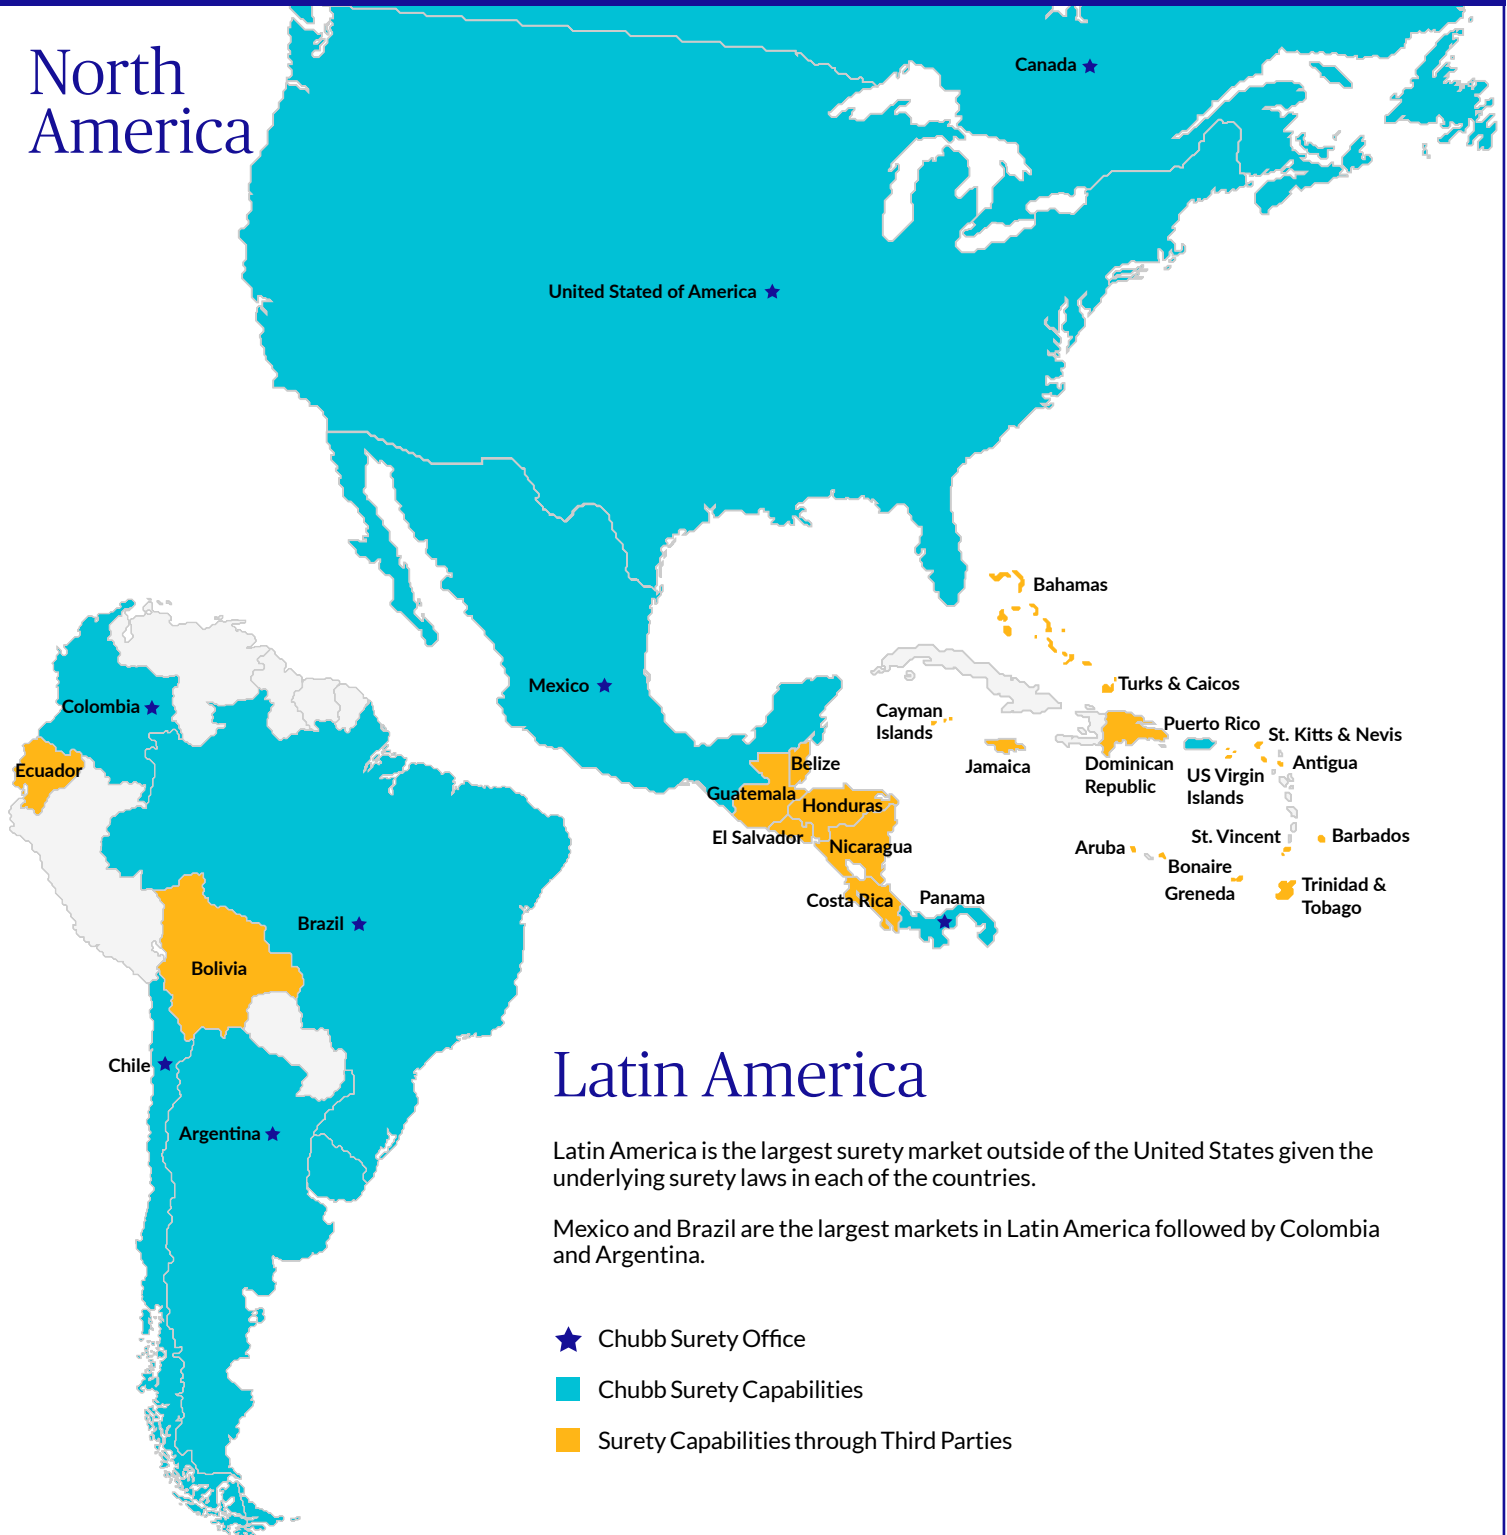 North
America
Canada
United Stated of America
Bahamas
Mexico
Turks & Caicos
Colombia
Cayman
Islands
Puerto Rico
St. Kitts & Nevis
Jamaica
Dominican
Republic
US Virgin
Islands
Antigua
Ecuador
Belize
Guatemala
Honduras
El Salvador
Nicaragua
Aruba
St. Vincent
Barbados
Bonaire
Greneda
Trinidad &
Tobago
Costa Rica
Panama
Brazil
Bolivia
Chile
Argentina
Latin America
Latin America is the largest surety market outside of the United States given the
underlying surety laws in each of the countries.
Mexico and Brazil are the largest markets in Latin America followed by Colombia
and Argentina.
Chubb Surety Office
Chubb Surety Capabilities
Surety Capabilities through Third Parties